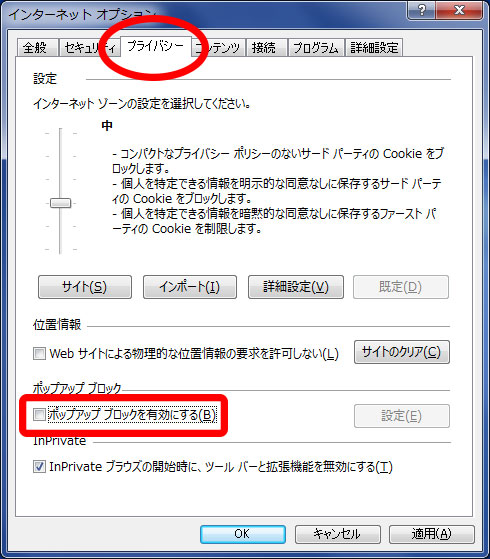 インターネット オプション
全般 セキュリティ プライバシー コンテンツ 接続 プログラム 詳細設定
設定
インターネット ゾーンの設定を選択してください。
中
- コンパクトなプライバシー ポリシーのないサード パーティの Cookie をブ
ロックします。
- 個人を特定できる情報を明示的な同意なしに保存するサード パーテ
ィの Cookie をブロックします。
- 個人を特定できる情報を暗黙的な同意なしに保存するファースト パ
ーティの Cookie を制限します。
サイト(S) インポート(I) 詳細設定(V) 既定(D)
位置情報
Web サイトによる物理的な位置情報の要求を許可しない(L) サイトのクリア(C)
ポップアップ ブロック
ポップアップ ブロックを有効にする(B) 設定(E)
InPrivate
InPrivate ブラウズの開始時に、ツール バーと拡張機能を無効にする(T)
OK キャンセル 適用(A)